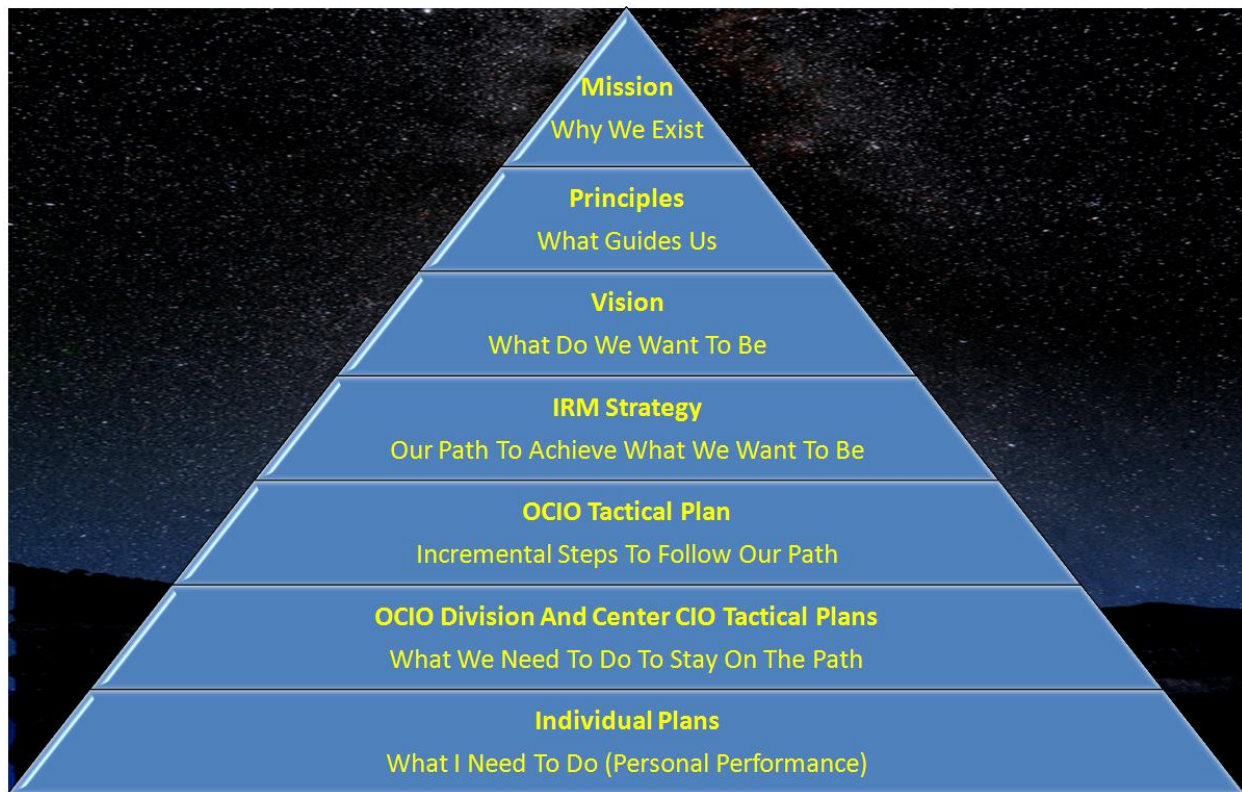 Mission
Why We Exist
Principles
What Guides Us
Vision
What Do We Want To Be
IRM Strategy
Our Path To Achieve What We Want To Be
OCIO Tactical Plan
Incremental Steps To Follow Our Path
OCIO Division And Center CIO Tactical Plans
What We Need To Do To Stay On The Path
Individual Plans
What I Need To Do (Personal Performance)